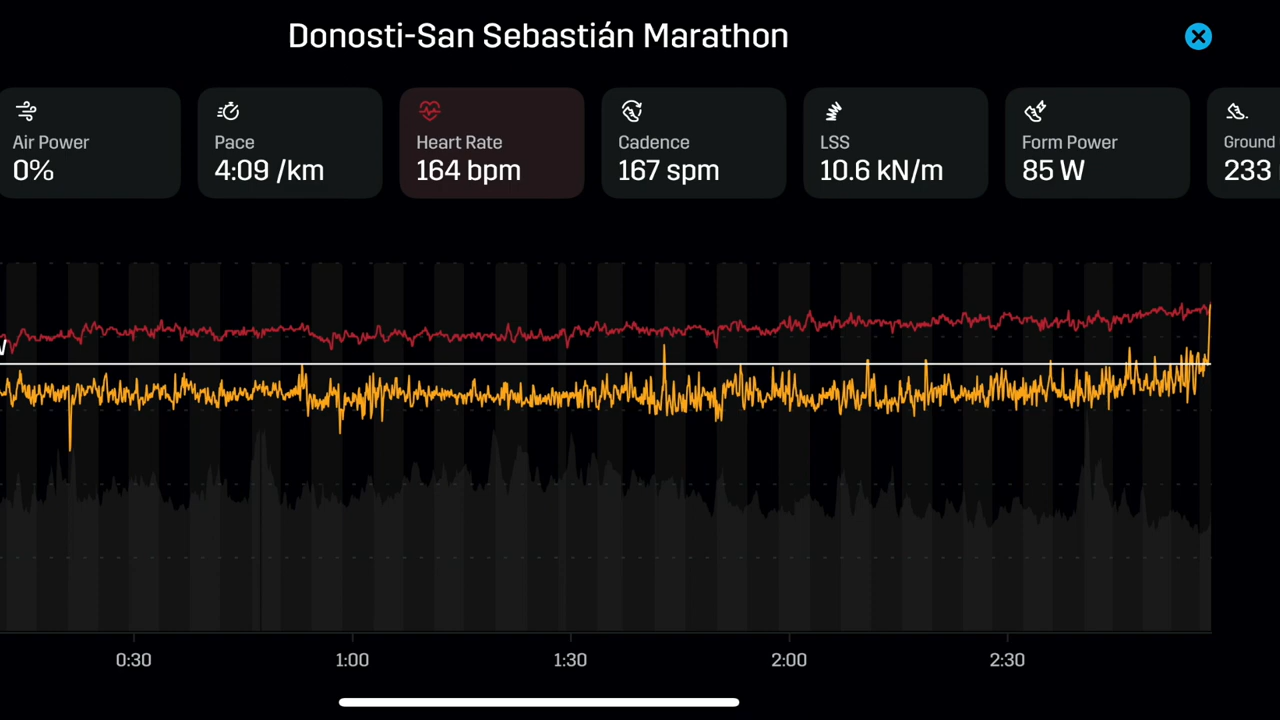 Donosti-San Sebastián Marathon
Air Power
0%
Pace
4:09 /km
Heart Rate
164 bpm
Cadence
167 spm
LSS
10.6 kN/m
Form Power
85 W
Ground
233
0:30
1:00
1:30
2:00
2:30